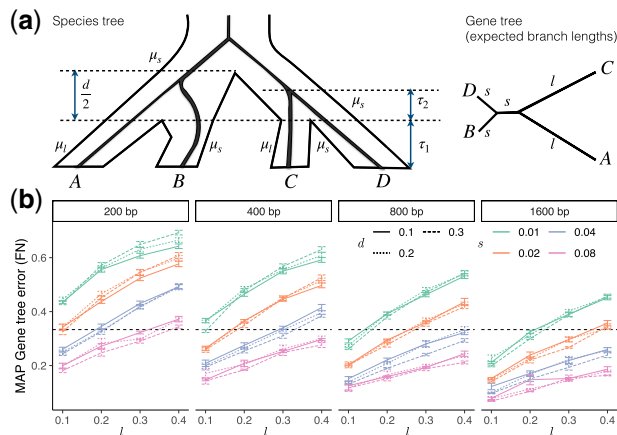 (a) Species tree
Gene tree
(expected branch lengths)
μs
μs
d/2
τ2
τ1
μl
μs
μl
μs
A B C D
D s s l C
B s l A
(b)
200 bp 400 bp 800 bp 1600 bp
d 0.1 0.3 0.2
s 0.01 0.04 0.02 0.08
MAP Gene tree error (FN)
0.6
0.4
0.2
0.1 0.2 0.3 0.4 0.1 0.2 0.3 0.4 0.1 0.2 0.3 0.4 0.1 0.2 0.3 0.4
l l l l